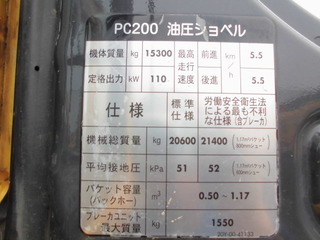 PC200 油圧ショベル
機体質量 kg 15300 最高走行速度 前進 km/h 5.5
定格出力 kW 110 後進 5.5
仕様 標準仕様 労働安全衛生法による最も不利な仕様(含ブレーカ)
機械総質量 kg 20600 21400
平均接地圧 kPa 51 52
バケット容量(バックホー) m³ 0.50 ~ 1.17
ブレーカユニット最大質量 kg 1550